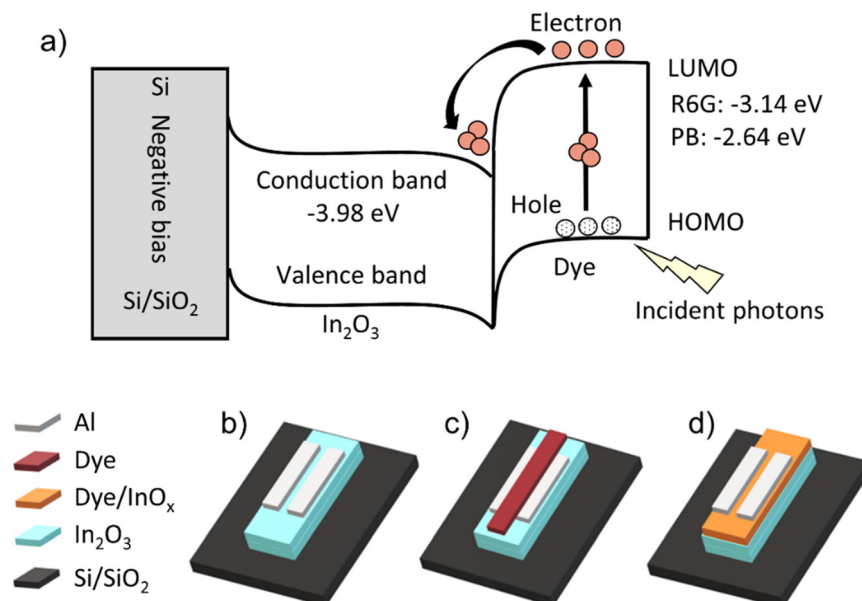 a)
Electron
Si
Negative bias
Si/SiO₂
LUMO
R6G: -3.14 eV
PB: -2.64 eV
Conduction band
-3.98 eV
Hole
HOMO
Valence band
Dye
In₂O₃
Incident photons
Al
Dye
Dye/InOₓ
In₂O₃
Si/SiO₂
b)
c)
d)